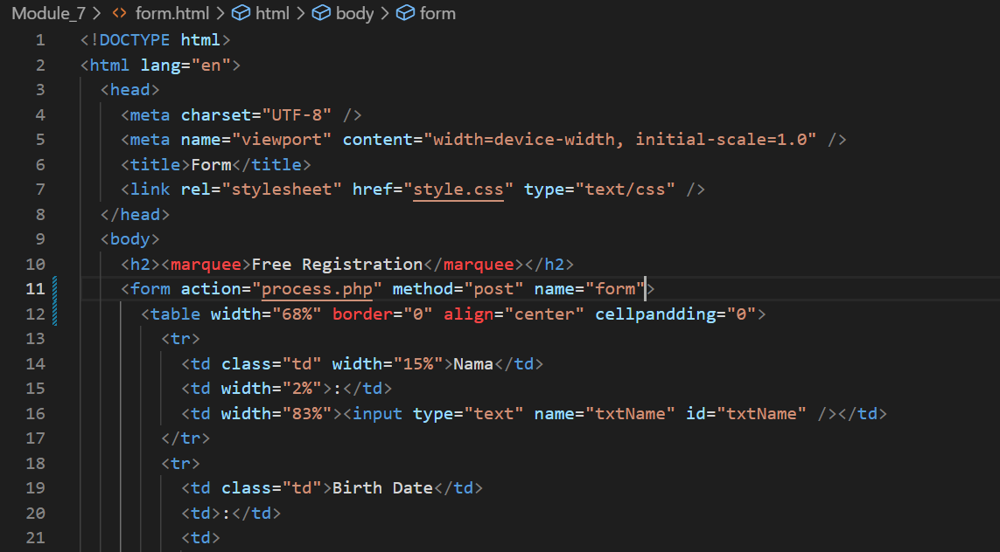 Module_7 > <> form.html > html > body > form
1 <!DOCTYPE html>
2 <html lang="en">
3 <head>
4 <meta charset="UTF-8" />
5 <meta name="viewport" content="width=device-width, initial-scale=1.0" />
6 <title>Form</title>
7 <link rel="stylesheet" href="style.css" type="text/css" />
8 </head>
9 <body>
10 <h2><marquee>Free Registration</marquee></h2>
11 <form action="process.php" method="post" name="form">
12 <table width="68%" border="0" align="center" cellpandding="0">
13 <tr>
14 <td class="td" width="15%">Nama</td>
15 <td width="2%">:</td>
16 <td width="83%"><input type="text" name="txtName" id="txtName" /></td>
17 </tr>
18 <tr>
19 <td class="td">Birth Date</td>
20 <td>:</td>
21 <td>